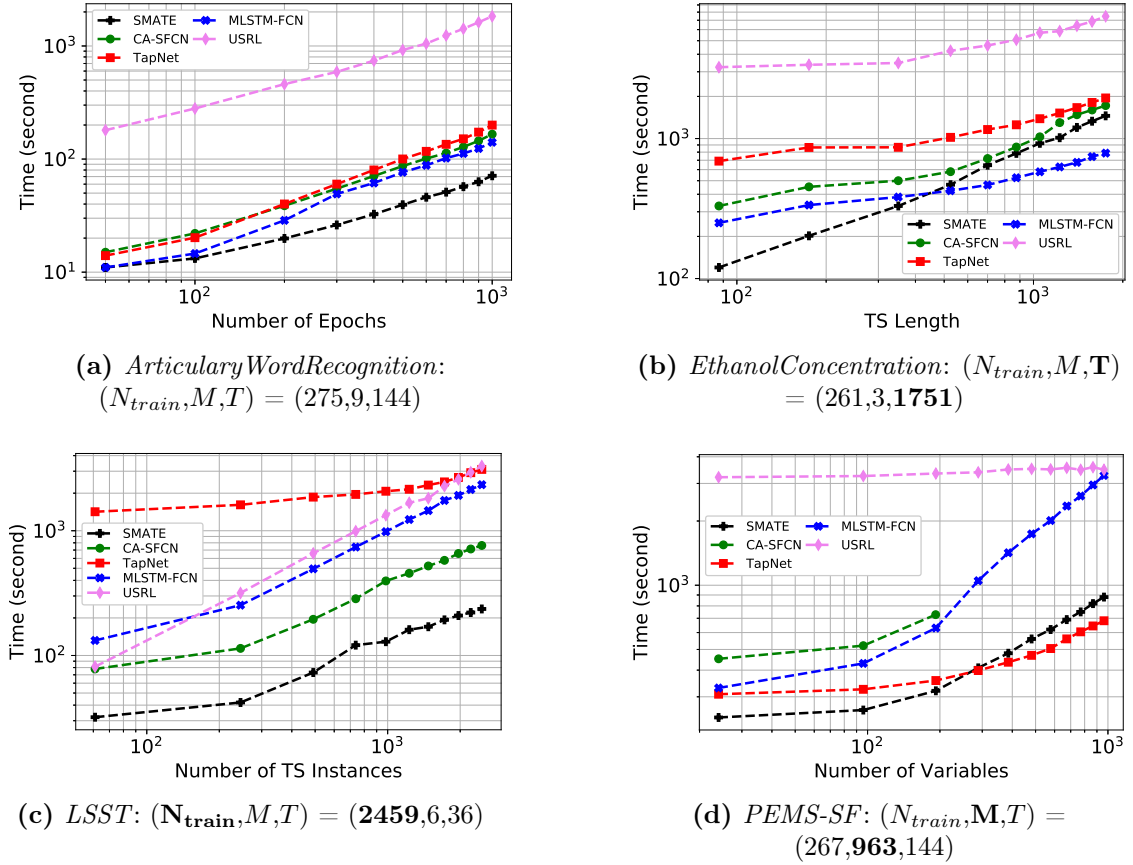 SMATE
CA-SFCN
TapNet
MLSTM-FCN
USRL
10^3
10^2
10^1
Time (second)
10^2
10^3
Number of Epochs
(a) ArticularyWordRecognition:
(N_train,M,T) = (275,9,144)
10^3
10^2
Time (second)
SMATE
CA-SFCN
TapNet
MLSTM-FCN
USRL
10^2
10^3
TS Length
(b) EthanolConcentration: (N_train,M,T)
= (261,3,1751)
10^3
10^2
Time (second)
SMATE
CA-SFCN
TapNet
MLSTM-FCN
USRL
10^2
10^3
Number of TS Instances
(c) LSST: (N_train,M,T) = (2459,6,36)
10^3
Time (second)
SMATE
CA-SFCN
TapNet
MLSTM-FCN
USRL
10^2
10^3
Number of Variables
(d) PEMS-SF: (N_train,M,T) =
(267,963,144)